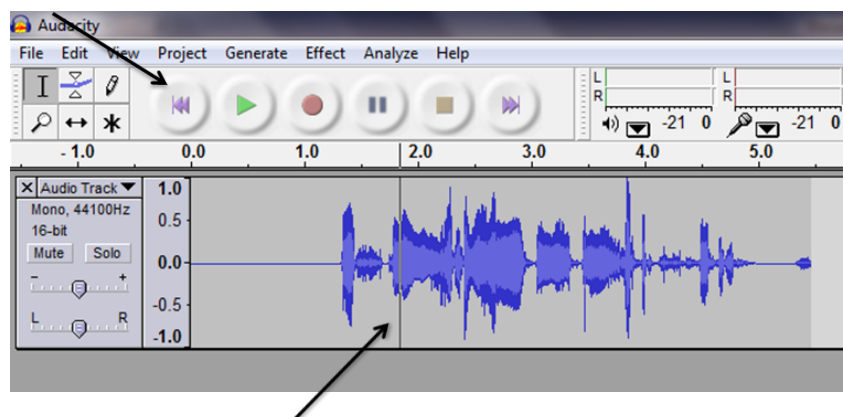 Audacity
File Edit View Project Generate Effect Analyze Help
L
R
-21 0
L
R
-21 0
- 1.0 0.0 1.0 2.0 3.0 4.0 5.0
X Audio Track
Mono, 44100Hz
16-bit
Mute Solo
- +
L R
1.0
0.5
0.0
-0.5
-1.0